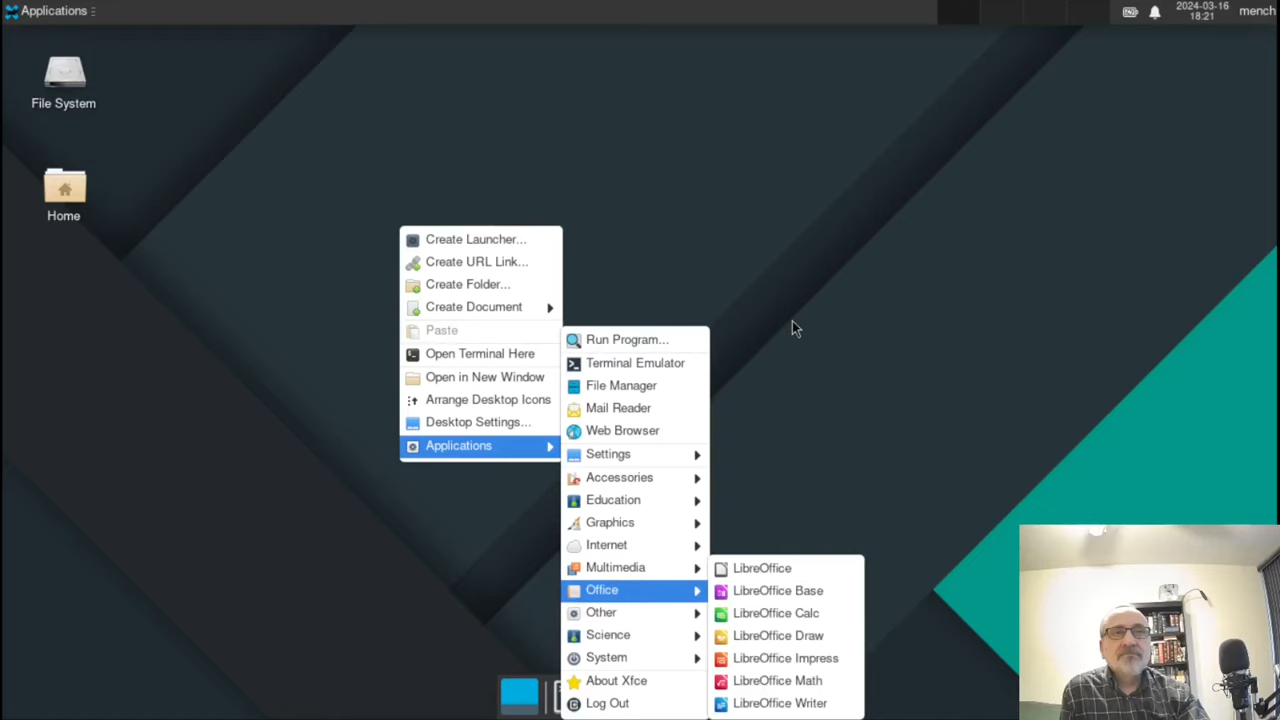 Applications
2024-03-16
18:21
mench
File System
Home
Create Launcher...
Create URL Link...
Create Folder...
Create Document
Paste
Open Terminal Here
Open in New Window
Arrange Desktop Icons
Desktop Settings...
Applications
Run Program...
Terminal Emulator
File Manager
Mail Reader
Web Browser
Settings
Accessories
Education
Graphics
Internet
Multimedia
Office
Other
Science
System
About Xfce
Log Out
LibreOffice
LibreOffice Base
LibreOffice Calc
LibreOffice Draw
LibreOffice Impress
LibreOffice Math
LibreOffice Writer